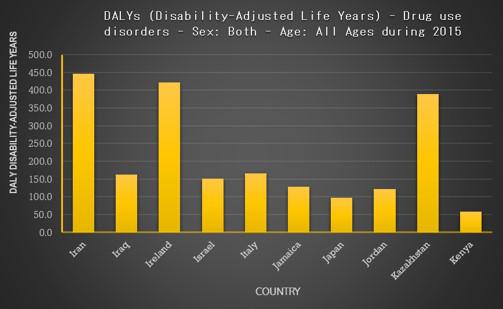 DALYs (Disability-Adjusted Life Years) - Drug use
disorders - Sex: Both - Age: All Ages during 2015
DALY DISABILITY-ADJUSTED LIFE YEARS
500.0
450.0
400.0
350.0
300.0
250.0
200.0
150.0
100.0
50.0
0.0
Iran
Iraq
Ireland
Israel
Italy
Jamaica
Japan
Jordan
Kazakhstan
Kenya
COUNTRY